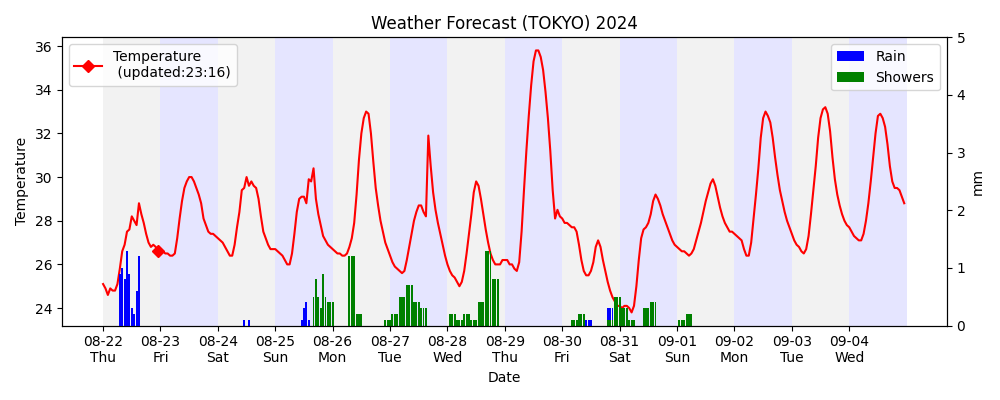 Weather Forecast (TOKYO) 2024
Temperature
(updated:23:16)
Rain
Showers
36
34
32
30
28
26
24
Temperature
5
4
3
2
1
0
mm
08-22 08-23 08-24 08-25 08-26 08-27 08-28 08-29 08-30 08-31 09-01 09-02 09-03 09-04
Thu Fri Sat Sun Mon Tue Wed Thu Fri Sat Sun Mon Tue Wed
Date